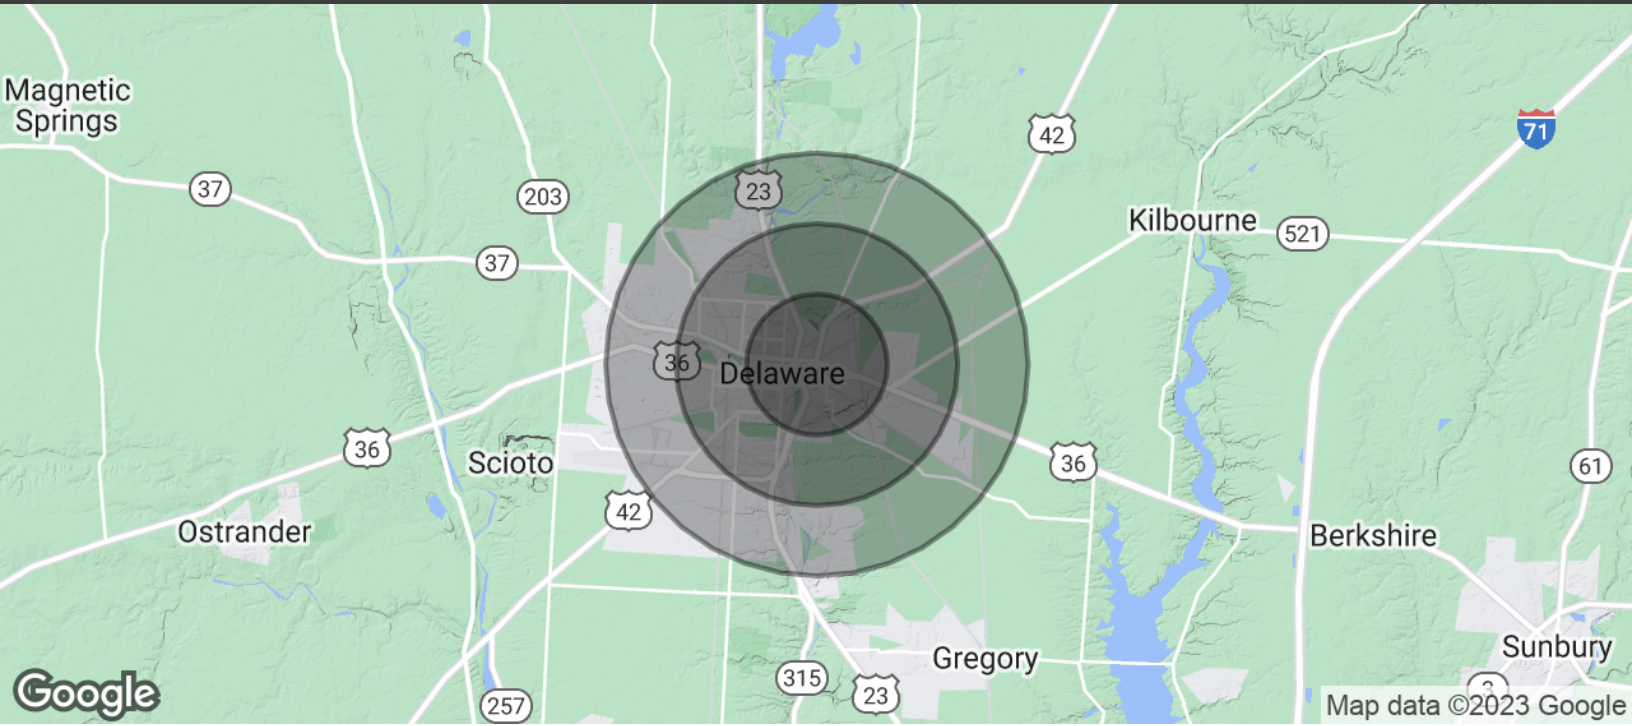 Magnetic
Springs
42
71
37
203
23
Kilbourne
521
37
36
Delaware
36
Scioto
36
61
42
Ostrander
Berkshire
Gregory
Sunbury
315
23
3
257
Google
Map data ©2023 Google